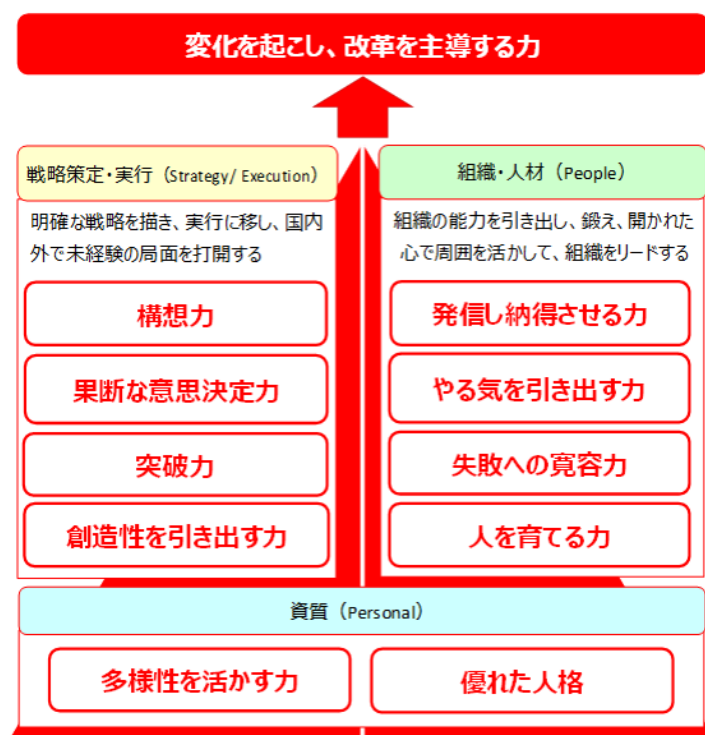 変化を起こし、改革を主導する力
戦略策定・実行（Strategy/ Execution）
明確な戦略を描き、実行に移し、国内
外で未経験の局面を打開する
構想力
果断な意思決定力
突破力
創造性を引き出す力
組織・人材（People）
組織の能力を引き出し、鍛え、開かれた
心で周囲を活かして、組織をリードする
発信し納得させる力
やる気を引き出す力
失敗への寛容力
人を育てる力
資質（Personal）
多様性を活かす力
優れた人格